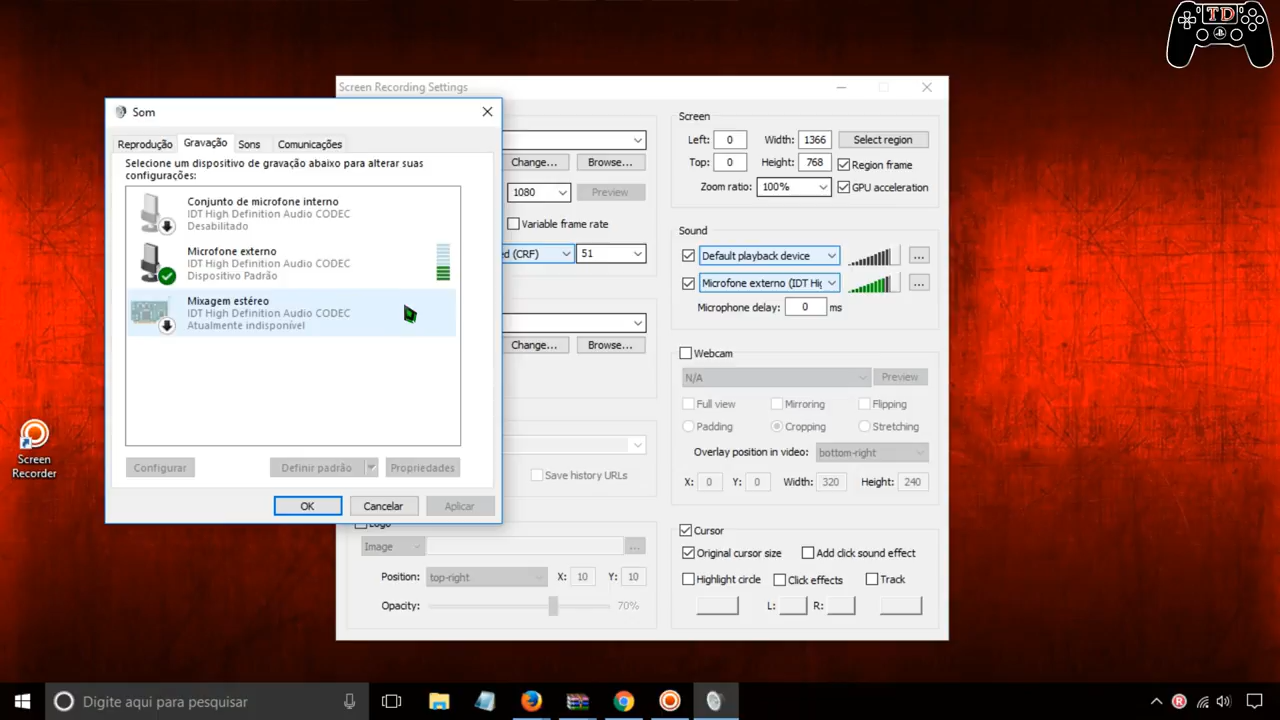 TD
Screen Recording Settings
Som
Reprodução
Gravação
Sons
Comunicações
Selecione um dispositivo de gravação abaixo para alterar suas
configurações:
Conjunto de microfone interno
IDT High Definition Audio CODEC
Desabilitado
Microfone externo
IDT High Definition Audio CODEC
Dispositivo Padrão
Mixagem estéreo
IDT High Definition Audio CODEC
Atualmente indisponível
Configurar
Definir padrão
Propriedades
OK
Cancelar
Aplicar
Change...
Browse...
1080
Preview
Variable frame rate
(CRF)
51
Change...
Browse...
Save history URLs
Image
...
Position:
top-right
X:
10
Y:
10
Opacity:
70%
Screen
Left:
0
Width:
1366
Select region
Top:
0
Height:
768
Region frame
Zoom ratio:
100%
GPU acceleration
Sound
Default playback device
...
Microfone externo (IDT Hig
...
Microphone delay:
0
ms
Webcam
N/A
Preview
Full view
Mirroring
Flipping
Padding
Cropping
Stretching
Overlay position in video:
bottom-right
X:
0
Y:
0
Width:
320
Height:
240
Cursor
Original cursor size
Add click sound effect
Highlight circle
Click effects
Track
L:
R:
Screen
Recorder
Digite aqui para pesquisar